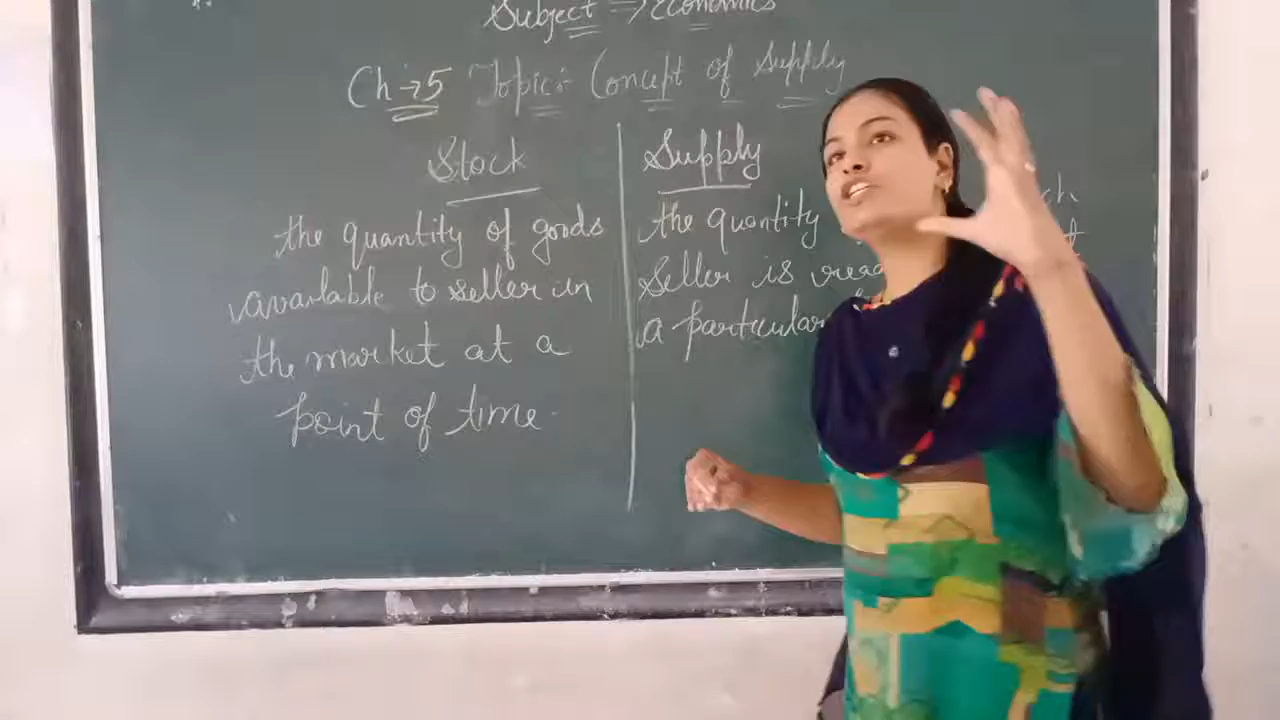 Subject → Economics
Ch → 5 Topic:- Concept of Supply
Stock
the quantity of goods
available to seller in
the market at a
point of time.
Supply
the quantity
seller is
a particular